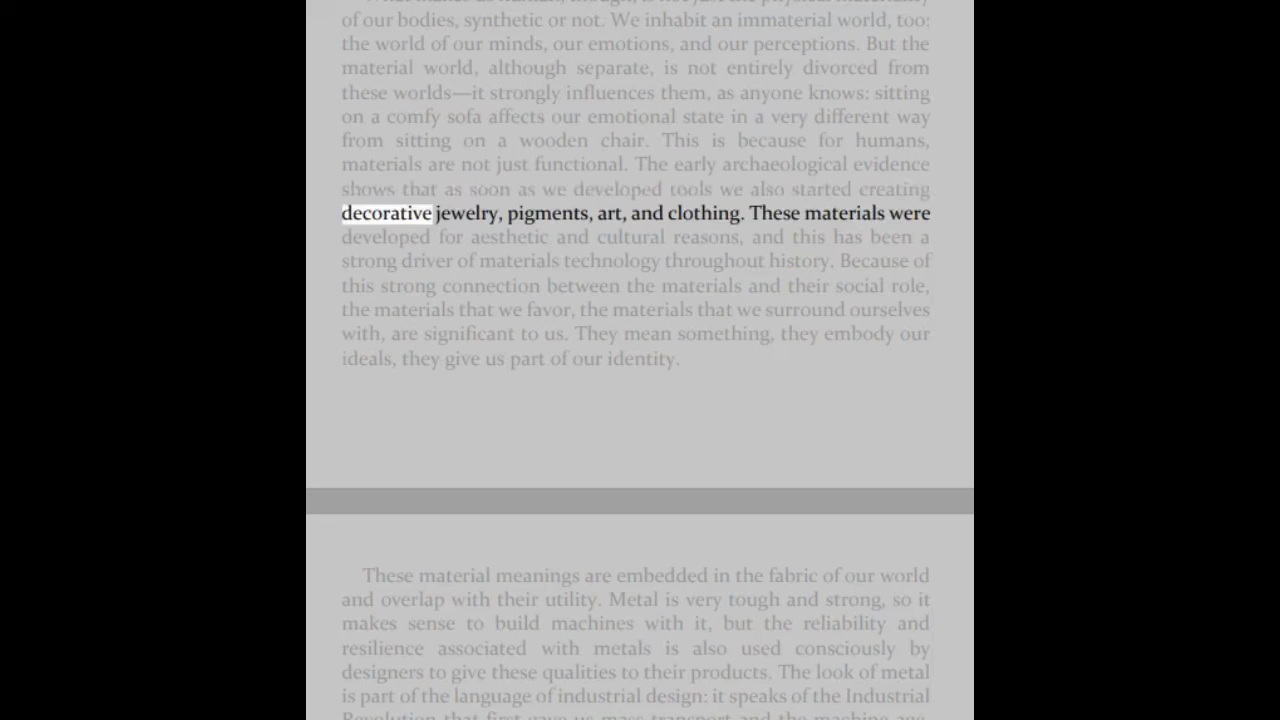 of our bodies, synthetic or not. We inhabit an immaterial world, too:
the world of our minds, our emotions, and our perceptions. But the
material world, although separate, is not entirely divorced from
these worlds—it strongly influences them, as anyone knows: sitting
on a comfy sofa affects our emotional state in a very different way
from sitting on a wooden chair. This is because for humans,
materials are not just functional. The early archaeological evidence
shows that as soon as we developed tools we also started creating
decorative jewelry, pigments, art, and clothing. These materials were
developed for aesthetic and cultural reasons, and this has been a
strong driver of materials technology throughout history. Because of
this strong connection between the materials and their social role,
the materials that we favor, the materials that we surround ourselves
with, are significant to us. They mean something, they embody our
ideals, they give us part of our identity.
These material meanings are embedded in the fabric of our world
and overlap with their utility. Metal is very tough and strong, so it
makes sense to build machines with it, but the reliability and
resilience associated with metals is also used consciously by
designers to give these qualities to their products. The look of metal
is part of the language of industrial design: it speaks of the Industrial
Revolution that first gave us mass transport and the machine age.